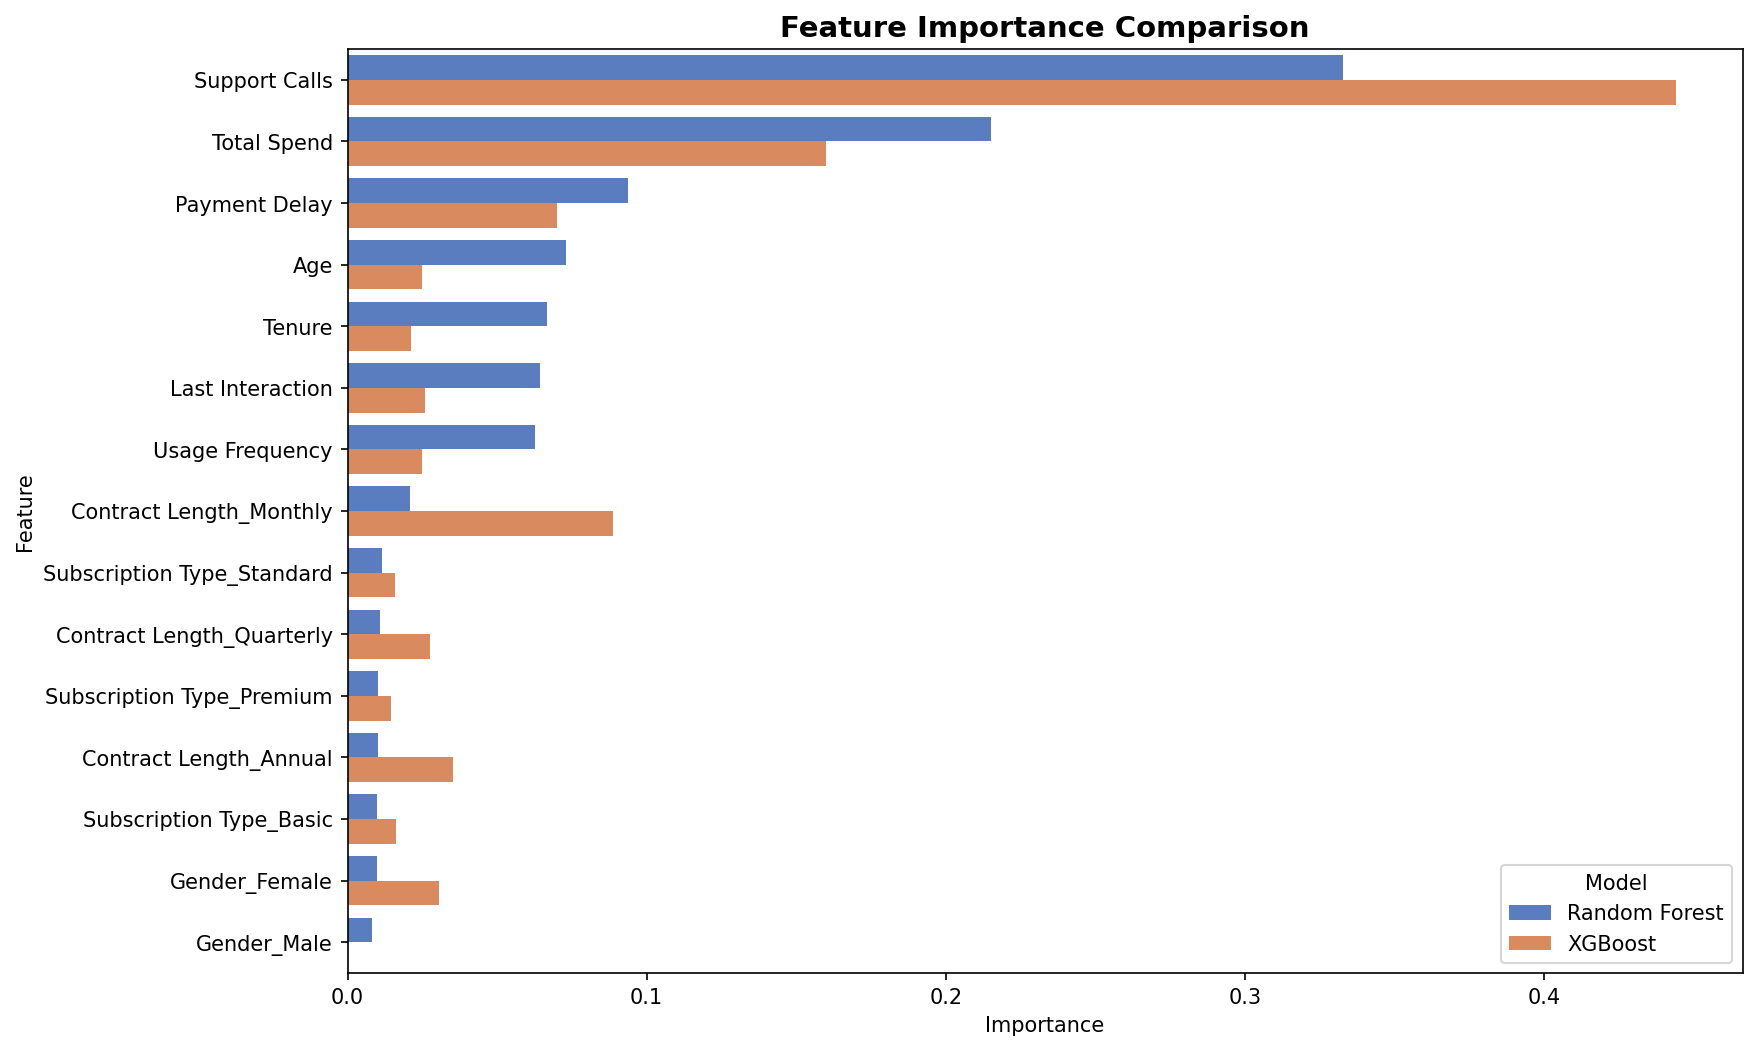 Feature Importance Comparison
Support Calls
Total Spend
Payment Delay
Age
Tenure
Last Interaction
Usage Frequency
Contract Length_Monthly
Subscription Type_Standard
Contract Length_Quarterly
Subscription Type_Premium
Contract Length_Annual
Subscription Type_Basic
Gender_Female
Gender_Male
Feature
0.0 0.1 0.2 0.3 0.4
Importance
Model
Random Forest
XGBoost